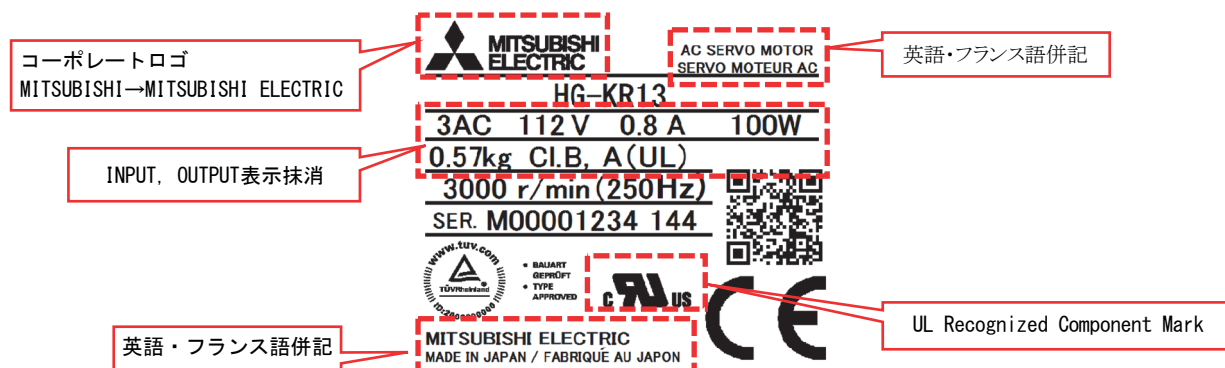 コーポレートロゴ
MITSUBISHI→MITSUBISHI ELECTRIC
MITSUBISHI
ELECTRIC
AC SERVO MOTOR
SERVO MOTEUR AC
英語・フランス語併記
HG-KR13
3AC 112V 0.8A 100W
0.57kg CI.B, A(UL)
INPUT, OUTPUT表示抹消
3000 r/min(250Hz)
SER. M00001234 144
www.tuv.com
TÜVRheinland
• BAUART
GEPRÜFT
• TYPE
APPROVED
C RU US
CE
UL Recognized Component Mark
英語・フランス語併記
MITSUBISHI ELECTRIC
MADE IN JAPAN / FABRIQUÉ AU JAPON